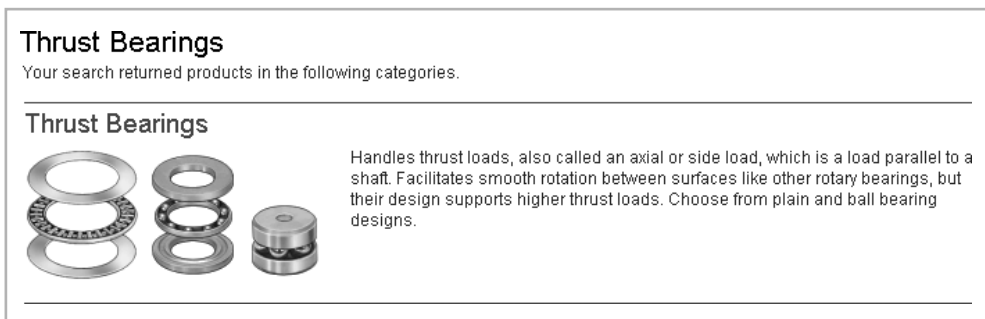 Thrust Bearings
Your search returned products in the following categories.
Thrust Bearings
Handles thrust loads, also called an axial or side load, which is a load parallel to a
shaft. Facilitates smooth rotation between surfaces like other rotary bearings, but
their design supports higher thrust loads. Choose from plain and ball bearing
designs.